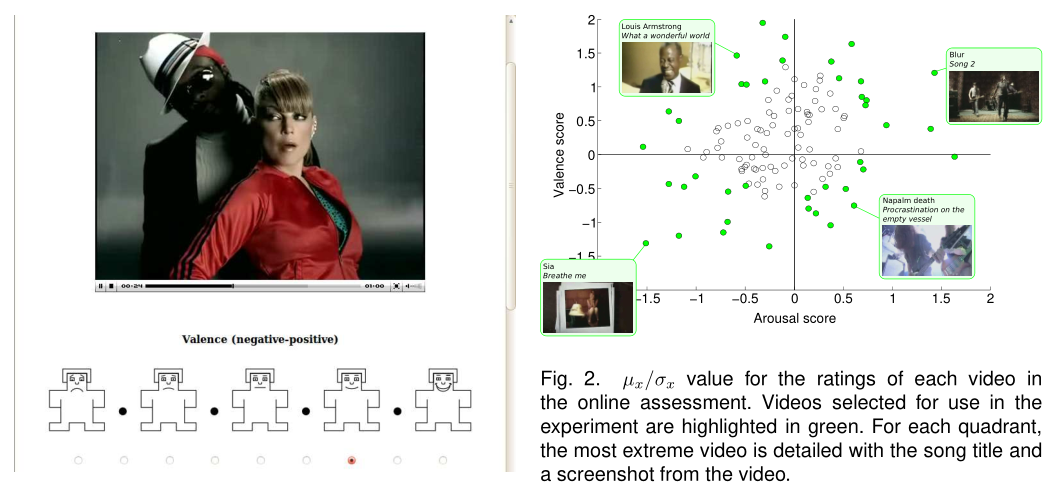 00:24
01:00
Valence (negative-positive)
Louis Armstrong
What a wonderful world
Blur
Song 2
Napalm death
Procrastination on the
empty vessel
Sia
Breathe me
Valence score
2
1.5
1
0.5
0
−0.5
−1
−1.5
−1.5
−1
−0.5
0
0.5
1
1.5
2
Arousal score
Fig. 2. μx/σx value for the ratings of each video in
the online assessment. Videos selected for use in the
experiment are highlighted in green. For each quadrant,
the most extreme video is detailed with the song title and
a screenshot from the video.